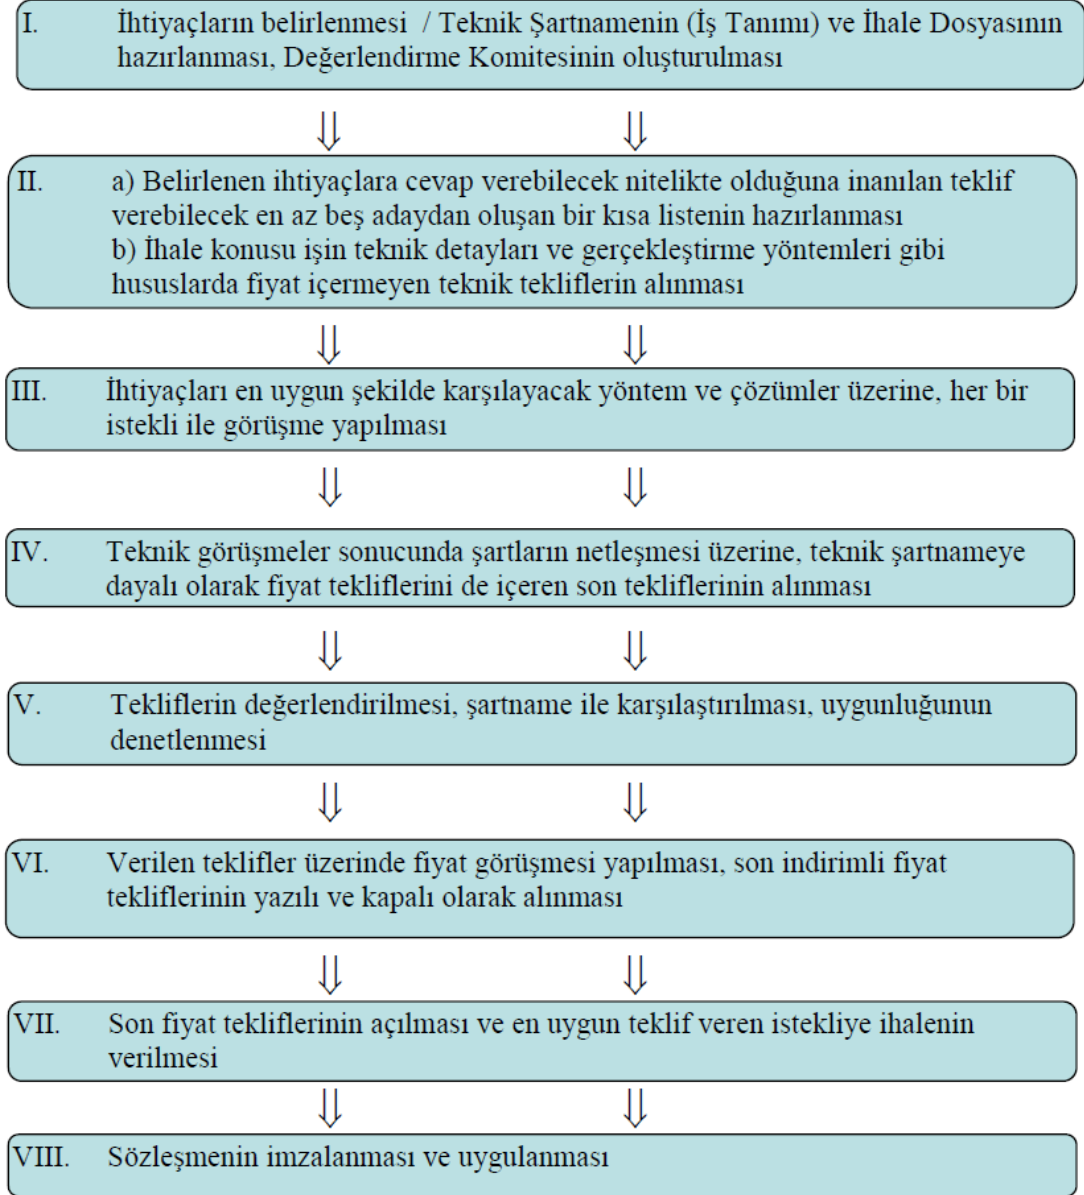 I. İhtiyaçların belirlenmesi / Teknik Şartnamenin (İş Tanımı) ve İhale Dosyasının
hazırlanması, Değerlendirme Komitesinin oluşturulması
II. a) Belirlenen ihtiyaçlara cevap verebilecek nitelikte olduğuna inanılan teklif
verebilecek en az beş adaydan oluşan bir kısa listenin hazırlanması
b) İhale konusu işin teknik detayları ve gerçekleştirme yöntemleri gibi
hususlarda fiyat içermeyen teknik tekliflerin alınması
III. İhtiyaçları en uygun şekilde karşılayacak yöntem ve çözümler üzerine, her bir
istekli ile görüşme yapılması
IV. Teknik görüşmeler sonucunda şartların netleşmesi üzerine, teknik şartnameye
dayalı olarak fiyat tekliflerini de içeren son tekliflerinin alınması
V. Tekliflerin değerlendirilmesi, şartname ile karşılaştırılması, uygunluğunun
denetlenmesi
VI. Verilen teklifler üzerinde fiyat görüşmesi yapılması, son indirimli fiyat
tekliflerinin yazılı ve kapalı olarak alınması
VII. Son fiyat tekliflerinin açılması ve en uygun teklif veren istekliye ihalenin
verilmesi
VIII. Sözleşmenin imzalanması ve uygulanması